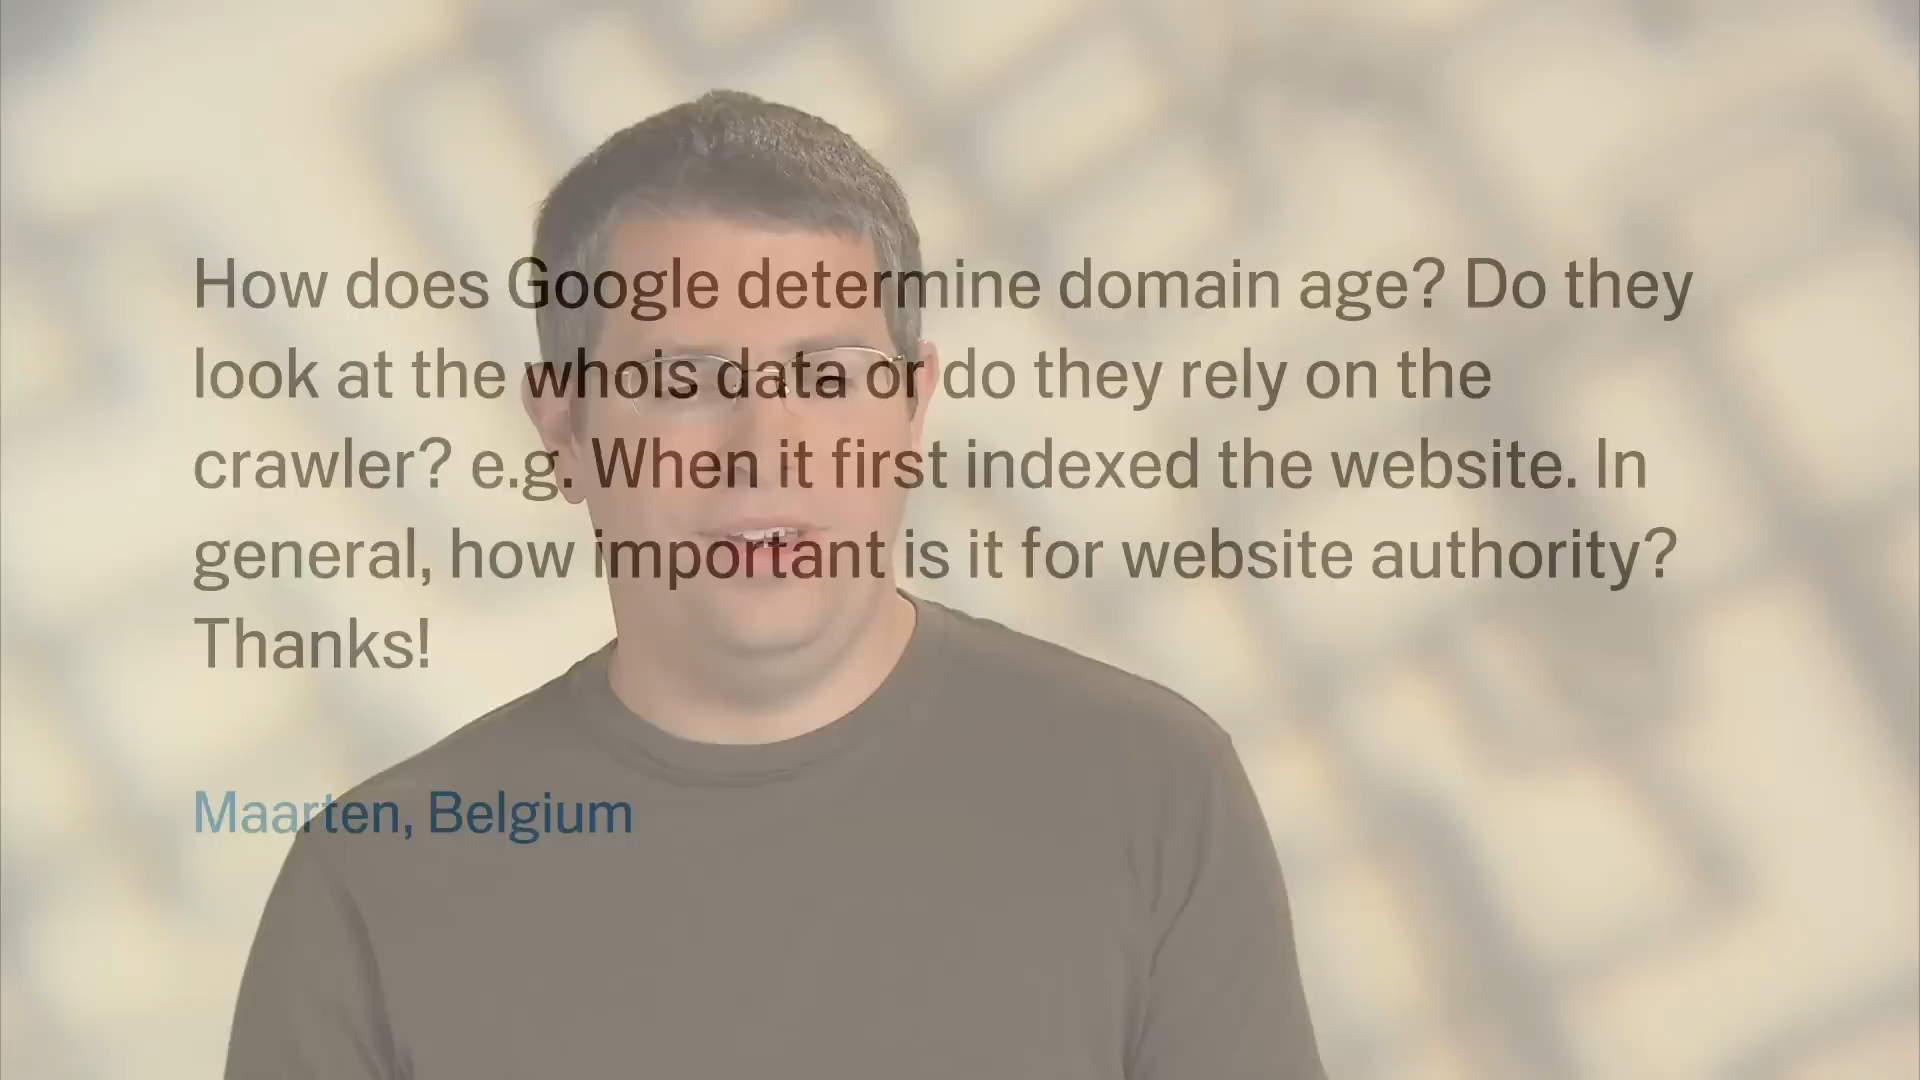 How does Google determine domain age? Do they
look at the whois data or do they rely on the
crawler? e.g. When it first indexed the website. In
general, how important is it for website authority?
Thanks!
Maarten, Belgium